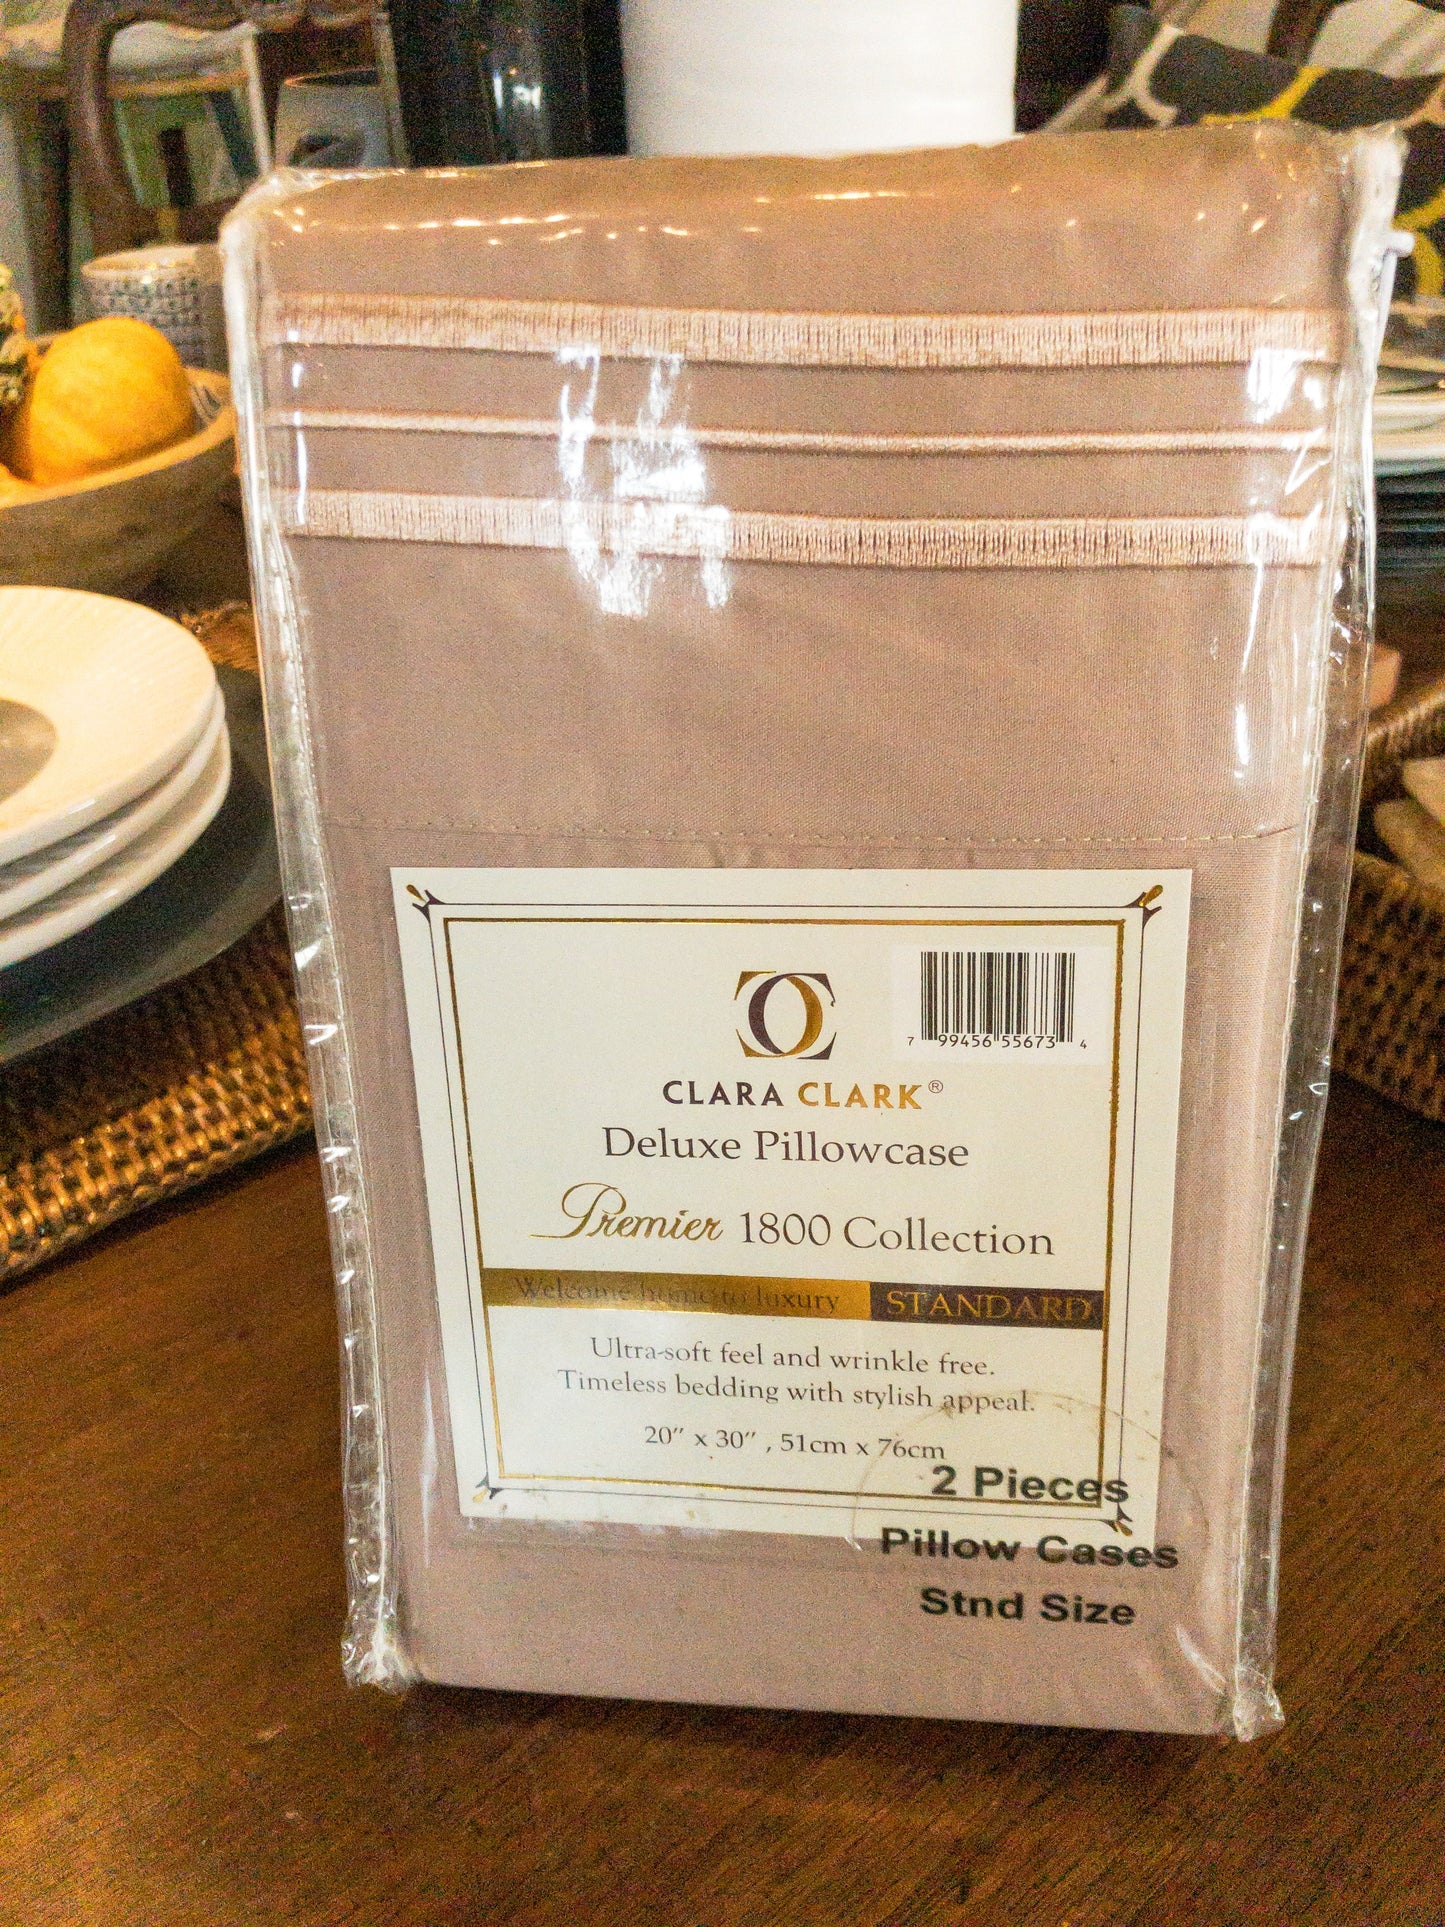 7 99456 55673 4
CLARA CLARK®
Deluxe Pillowcase
Premier 1800 Collection
Welcome home to luxury STANDARD
Ultra-soft feel and wrinkle free.
Timeless bedding with stylish appeal.
20" x 30" , 51cm x 76cm
2 Pieces
Pillow Cases
Stnd Size